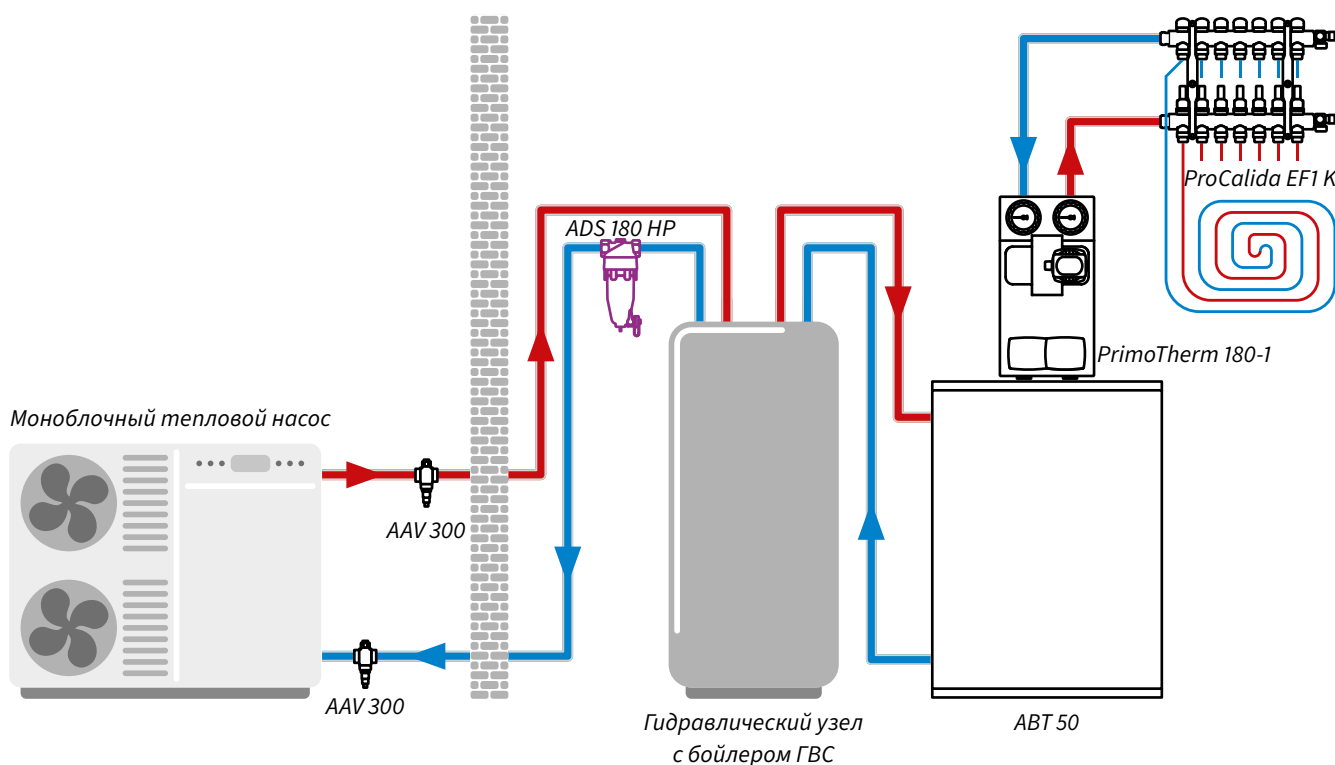 ProCalida EF1 K
ADS 180 HP
PrimoTherm 180-1
Моноблочный тепловой насос
AAV 300
AAV 300
Гидравлический узел
с бойлером ГВС
ABT 50